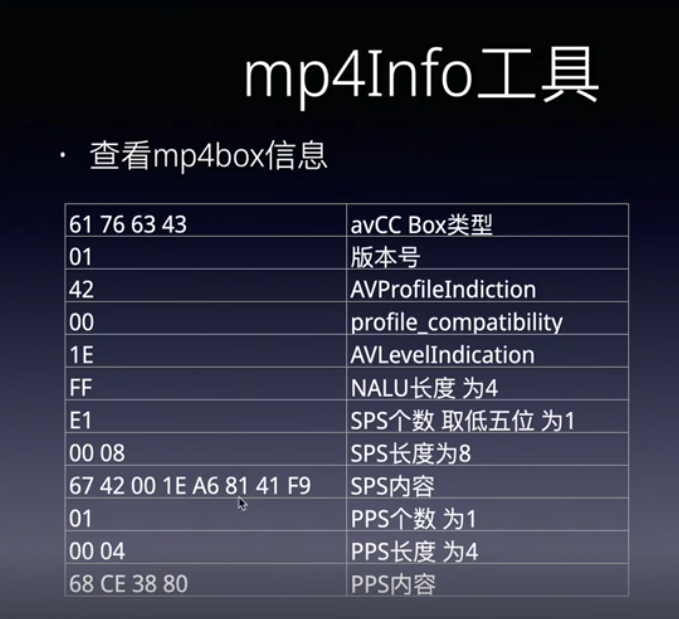 mp4Info工具
· 查看mp4box信息
61 76 63 43 avCC Box类型
01 版本号
42 AVProfileIndiction
00 profile_compatibility
1E AVLevelIndication
FF NALU长度 为4
E1 SPS个数 取低五位 为1
00 08 SPS长度为8
67 42 00 1E A6 81 41 F9 SPS内容
01 PPS个数 为1
00 04 PPS长度 为4
68 CE 38 80 PPS内容